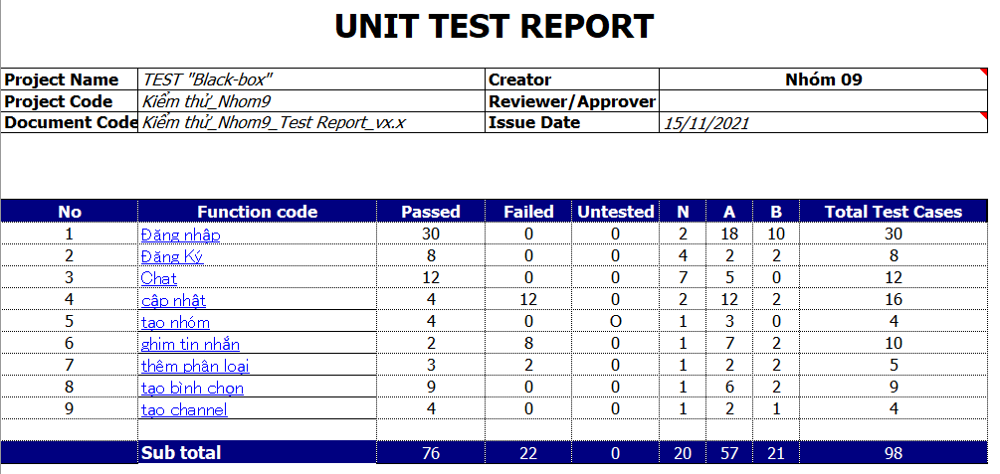 UNIT TEST REPORT
Project Name TEST "Black-box" Creator Nhóm 09
Project Code Kiểm thử_Nhom9 Reviewer/Approver
Document Code Kiểm thử_Nhom9_Test Report_vx.x Issue Date 15/11/2021
No Function code Passed Failed Untested N A B Total Test Cases
1 Đăng nhập 30 0 0 2 18 10 30
2 Đăng Ký 8 0 0 4 2 2 8
3 Chat 12 0 0 7 5 0 12
4 cập nhật 4 12 0 2 12 2 16
5 tạo nhóm 4 0 O 1 3 0 4
6 ghim tin nhắn 2 8 0 1 7 2 10
7 thêm phân loại 3 2 0 1 2 2 5
8 tạo bình chọn 9 0 0 1 6 2 9
9 tạo channel 4 0 0 1 2 1 4
Sub total 76 22 0 20 57 21 98